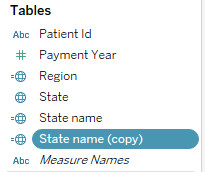 Tables
Abc Patient Id
# Payment Year
Region
State
State name
State name (copy)
Abc Measure Names